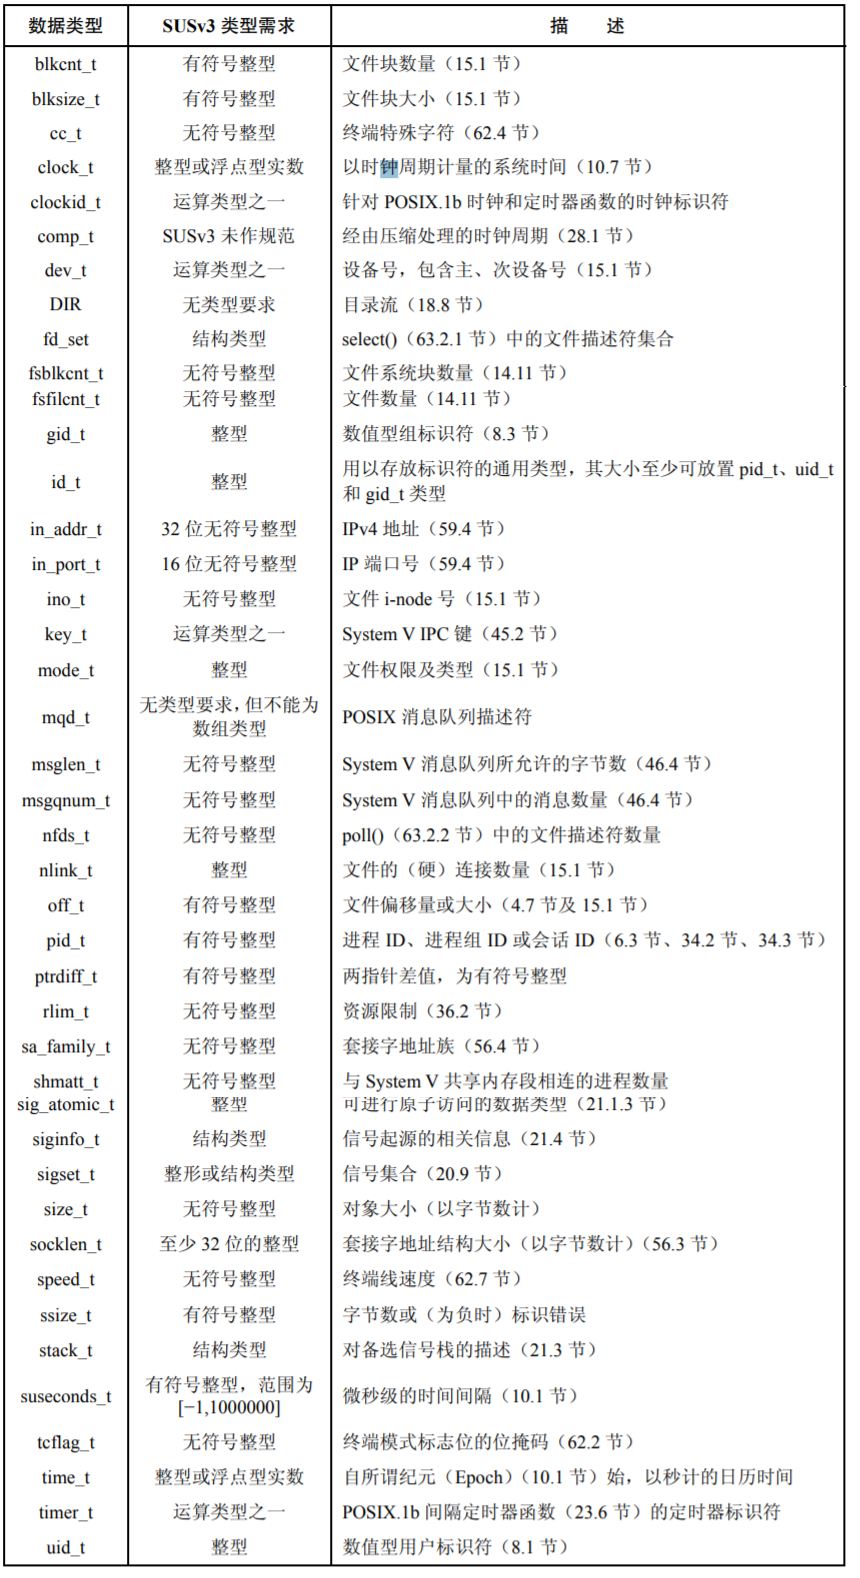 数据类型 SUSv3 类型需求 描 述
blkcnt_t 有符号整型 文件块数量（15.1 节）
blksize_t 有符号整型 文件块大小（15.1 节）
cc_t 无符号整型 终端特殊字符（62.4 节）
clock_t 整型或浮点型实数 以时钟周期计量的系统时间（10.7 节）
clockid_t 运算类型之一 针对 POSIX.1b 时钟和定时器函数的时钟标识符
comp_t SUSv3 未作规范 经由压缩处理的时钟周期（28.1 节）
dev_t 运算类型之一 设备号，包含主、次设备号（15.1 节）
DIR 无类型要求 目录流（18.8 节）
fd_set 结构类型 select()（63.2.1 节）中的文件描述符集合
fsblkcnt_t 无符号整型 文件系统块数量（14.11 节）
fsfilcnt_t 无符号整型 文件数量（14.11 节）
gid_t 整型 数值型组标识符（8.3 节）
id_t 整型 用以存放标识符的通用类型，其大小至少可放置 pid_t、uid_t
和 gid_t 类型
in_addr_t 32 位无符号整型 IPv4 地址（59.4 节）
in_port_t 16 位无符号整型 IP 端口号（59.4 节）
ino_t 无符号整型 文件 i-node 号（15.1 节）
key_t 运算类型之一 System V IPC 键（45.2 节）
mode_t 整型 文件权限及类型（15.1 节）
mqd_t 无类型要求，但不能为
数组类型 POSIX 消息队列描述符
msglen_t 无符号整型 System V 消息队列所允许的字节数（46.4 节）
msgqnum_t 无符号整型 System V 消息队列中的消息数量（46.4 节）
nfds_t 无符号整型 poll()（63.2.2 节）中的文件描述符数量
nlink_t 整型 文件的（硬）连接数量（15.1 节）
off_t 有符号整型 文件偏移量或大小（4.7 节及 15.1 节）
pid_t 有符号整型 进程 ID、进程组 ID 或会话 ID（6.3 节、34.2 节、34.3 节）
ptrdiff_t 有符号整型 两指针差值，为有符号整型
rlim_t 无符号整型 资源限制（36.2 节）
sa_family_t 无符号整型 套接字地址族（56.4 节）
shmatt_t 无符号整型 与 System V 共享内存段相连的进程数量
sig_atomic_t 整型 可进行原子访问的数据类型（21.1.3 节）
siginfo_t 结构类型 信号起源的相关信息（21.4 节）
sigset_t 整形或结构类型 信号集合（20.9 节）
size_t 无符号整型 对象大小（以字节数计）
socklen_t 至少 32 位的整型 套接字地址结构大小（以字节数计）（56.3 节）
speed_t 无符号整型 终端线速度（62.7 节）
ssize_t 有符号整型 字节数或（为负时）标识错误
stack_t 结构类型 对备选信号栈的描述（21.3 节）
suseconds_t 有符号整型，范围为
[−1,1000000] 微秒级的时间间隔（10.1 节）
tcflag_t 无符号整型 终端模式标志位的位掩码（62.2 节）
time_t 整型或浮点型实数 自所谓纪元（Epoch）（10.1 节）始，以秒计的日历时间
timer_t 运算类型之一 POSIX.1b 间隔定时器函数（23.6 节）的定时器标识符
uid_t 整型 数值型用户标识符（8.1 节）